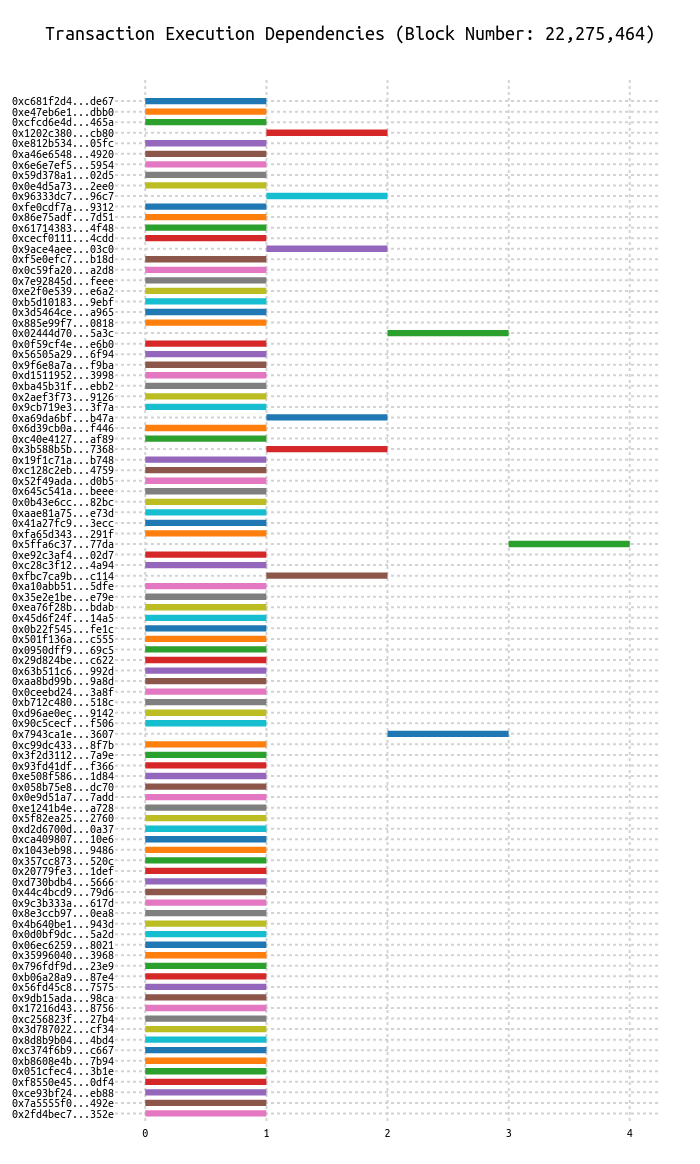 Transaction Execution Dependencies (Block Number: 22,275,464)
0xc681f2d4...de67
0xe47eb6e1...dbb0
0xcfcd6e4d...465a
0x1202c380...cb80
0xe812b534...05fc
0xa46e6548...4920
0x6e6e7ef5...5954
0x59d378a1...02d5
0x0e4d5a73...2ee0
0x96333dc7...96c7
0xfe0cdf7a...9312
0x86e75adf...7d51
0x61714383...4f48
0xcecf0111...4cdd
0x9ace4aee...03c0
0xf5e0efc7...b18d
0x0c59fa20...a2d8
0x7e92845d...feee
0xe2f0e539...e6a2
0xb5d10183...9ebf
0x3d5464ce...a965
0x885e99f7...0818
0x02444d70...5a3c
0x0f59cf4e...e6b0
0x56505a29...6f94
0x9f6e8a7a...f9ba
0xd1511952...3998
0xba45b31f...ebb2
0x2aef3f73...9126
0x9cb719e3...3f7a
0xa69da6bf...b47a
0x6d39cb0a...f446
0xc40e4127...af89
0x3b588b5b...7368
0x19f1c71a...b748
0xc128c2eb...4759
0x52f49ada...d0b5
0x645c541a...beee
0x0b43e6cc...82bc
0xaae81a75...e73d
0x41a27fc9...3ecc
0xfa65d343...291f
0x5ffa6c37...77da
0xe92c3af4...02d7
0xc28c3f12...4a94
0xfbc7ca9b...c114
0xa10abb51...5dfe
0x35e2e1be...e79e
0xea76f28b...bdab
0x45d6f24f...14a5
0x0b22f545...fe1c
0x501f136a...c555
0x0950dff9...69c5
0x29d824be...c622
0x63b511c6...992d
0xaa8bd99b...9a8d
0x0ceebd24...3a8f
0xb712c480...518c
0xd96ae0ec...9142
0x90c5cecf...f506
0x7943ca1e...3607
0xc99dc433...8f7b
0x3f2d3112...7a9e
0x93fd41df...f366
0xe508f586...1d84
0x058b75e8...dc70
0x0e9d51a7...7add
0xe1241b4e...a728
0x5f82ea25...2760
0xd2d6700d...0a37
0xca409807...10e6
0x1043eb98...9486
0x357cc873...520c
0x20779fe3...1def
0xd730bdb4...5666
0x44c4bcd9...79d6
0x9c3b333a...617d
0x8e3ccb97...0ea8
0x4b640be1...943d
0x0d0bf9dc...5a2d
0x06ec6259...8021
0x35996040...3968
0x796fdf9d...23e9
0xb06a28a9...87e4
0x56fd45c8...7575
0x9db15ada...98ca
0x17216d43...8756
0xc256823f...27b4
0x3d787022...cf34
0x8d8b9b04...4bd4
0xc374f6b9...c667
0xb8608e4b...7b94
0x051cfec4...3b1e
0xf8550e45...0df4
0xce93bf24...eb88
0x7a5555f0...492e
0x2fd4bec7...352e
0 1 2 3 4